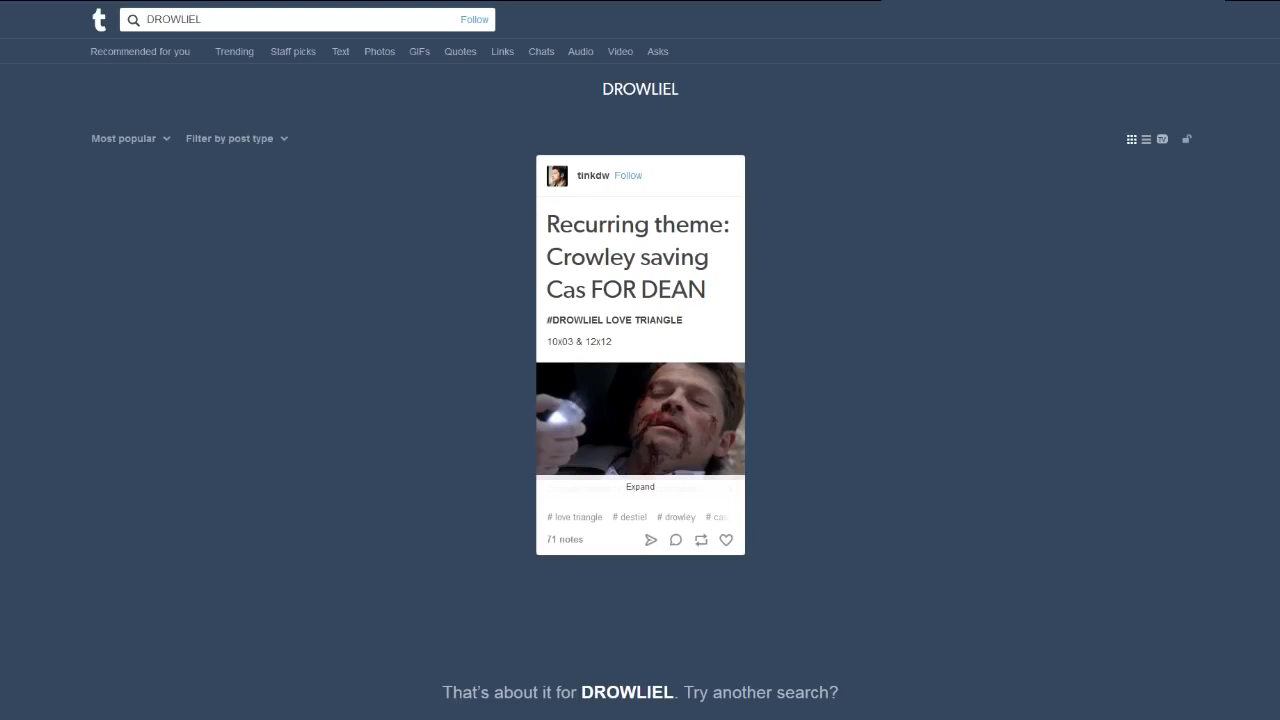 t DROWLIEL Follow
Recommended for you Trending Staff picks Text Photos GIFs Quotes Links Chats Audio Video Asks
DROWLIEL
Most popular Filter by post type TV
tinkdw Follow
Recurring theme:
Crowley saving
Cas FOR DEAN
#DROWLIEL LOVE TRIANGLE
10x03 & 12x12
Expand
# love triangle # destiel # drowley # cas
71 notes
That's about it for DROWLIEL. Try another search?